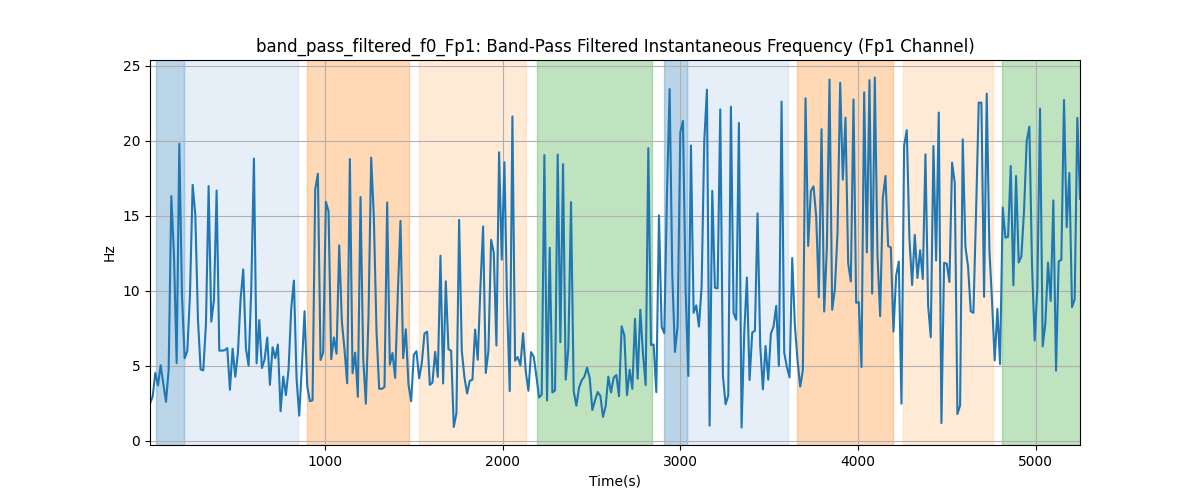 band_pass_filtered_f0_Fp1: Band-Pass Filtered Instantaneous Frequency (Fp1 Channel)
25
20
15
10
5
0
Hz
1000 2000 3000 4000 5000
Time(s)